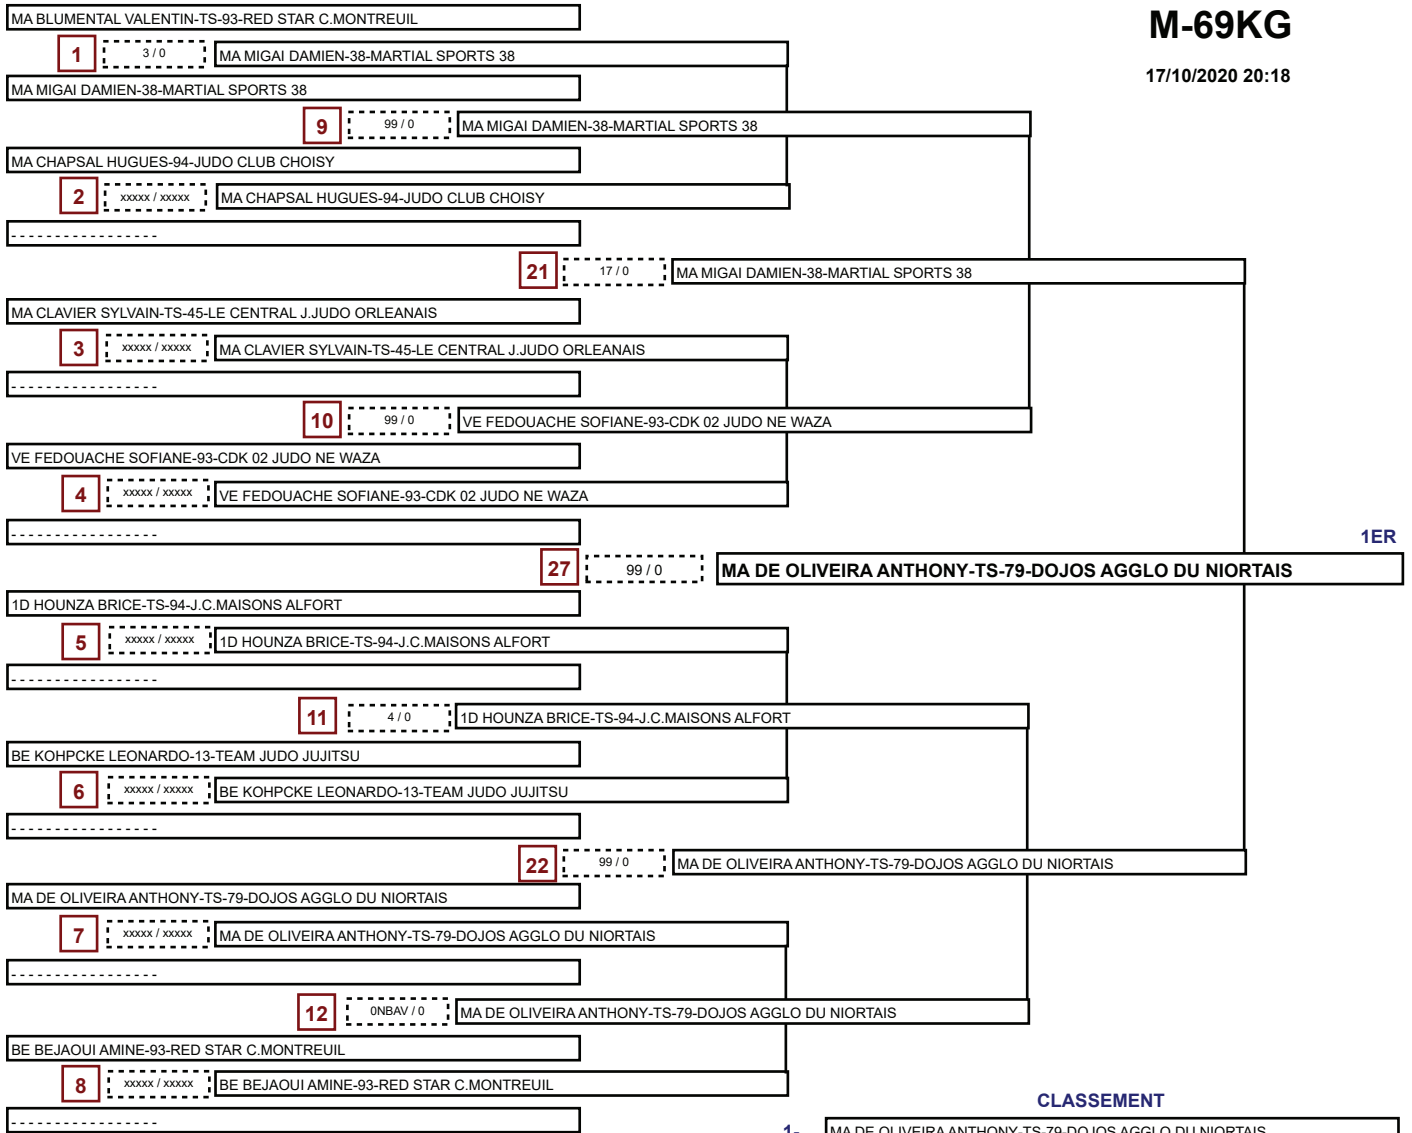 MA BLUMENTAL VALENTIN-TS-93-RED STAR C.MONTREUIL
M-69KG
1 3 / 0 MA MIGAI DAMIEN-38-MARTIAL SPORTS 38
17/10/2020 20:18
MA MIGAI DAMIEN-38-MARTIAL SPORTS 38
9 99 / 0 MA MIGAI DAMIEN-38-MARTIAL SPORTS 38
MA CHAPSAL HUGUES-94-JUDO CLUB CHOISY
2 xxxxx / xxxxx MA CHAPSAL HUGUES-94-JUDO CLUB CHOISY
- - - - - - - - - - - - - - - - -
21 17 / 0 MA MIGAI DAMIEN-38-MARTIAL SPORTS 38
MA CLAVIER SYLVAIN-TS-45-LE CENTRAL J.JUDO ORLEANAIS
3 xxxxx / xxxxx MA CLAVIER SYLVAIN-TS-45-LE CENTRAL J.JUDO ORLEANAIS
- - - - - - - - - - - - - - - - -
10 99 / 0 VE FEDOUACHE SOFIANE-93-CDK 02 JUDO NE WAZA
VE FEDOUACHE SOFIANE-93-CDK 02 JUDO NE WAZA
4 xxxxx / xxxxx VE FEDOUACHE SOFIANE-93-CDK 02 JUDO NE WAZA
- - - - - - - - - - - - - - - - -
1ER
27 99 / 0 MA DE OLIVEIRA ANTHONY-TS-79-DOJOS AGGLO DU NIORTAIS
1D HOUNZA BRICE-TS-94-J.C.MAISONS ALFORT
5 xxxxx / xxxxx 1D HOUNZA BRICE-TS-94-J.C.MAISONS ALFORT
- - - - - - - - - - - - - - - - -
11 4 / 0 1D HOUNZA BRICE-TS-94-J.C.MAISONS ALFORT
BE KOHPCKE LEONARDO-13-TEAM JUDO JUJITSU
6 xxxxx / xxxxx BE KOHPCKE LEONARDO-13-TEAM JUDO JUJITSU
- - - - - - - - - - - - - - - - -
22 99 / 0 MA DE OLIVEIRA ANTHONY-TS-79-DOJOS AGGLO DU NIORTAIS
MA DE OLIVEIRA ANTHONY-TS-79-DOJOS AGGLO DU NIORTAIS
7 xxxxx / xxxxx MA DE OLIVEIRA ANTHONY-TS-79-DOJOS AGGLO DU NIORTAIS
- - - - - - - - - - - - - - - - -
12 0NBAV / 0 MA DE OLIVEIRA ANTHONY-TS-79-DOJOS AGGLO DU NIORTAIS
BE BEJAOUI AMINE-93-RED STAR C.MONTREUIL
8 xxxxx / xxxxx BE BEJAOUI AMINE-93-RED STAR C.MONTREUIL
- - - - - - - - - - - - - - - - -
CLASSEMENT
1- MA DE OLIVEIRA ANTHONY-TS-79-DOJOS AGGLO DU NIORTAIS